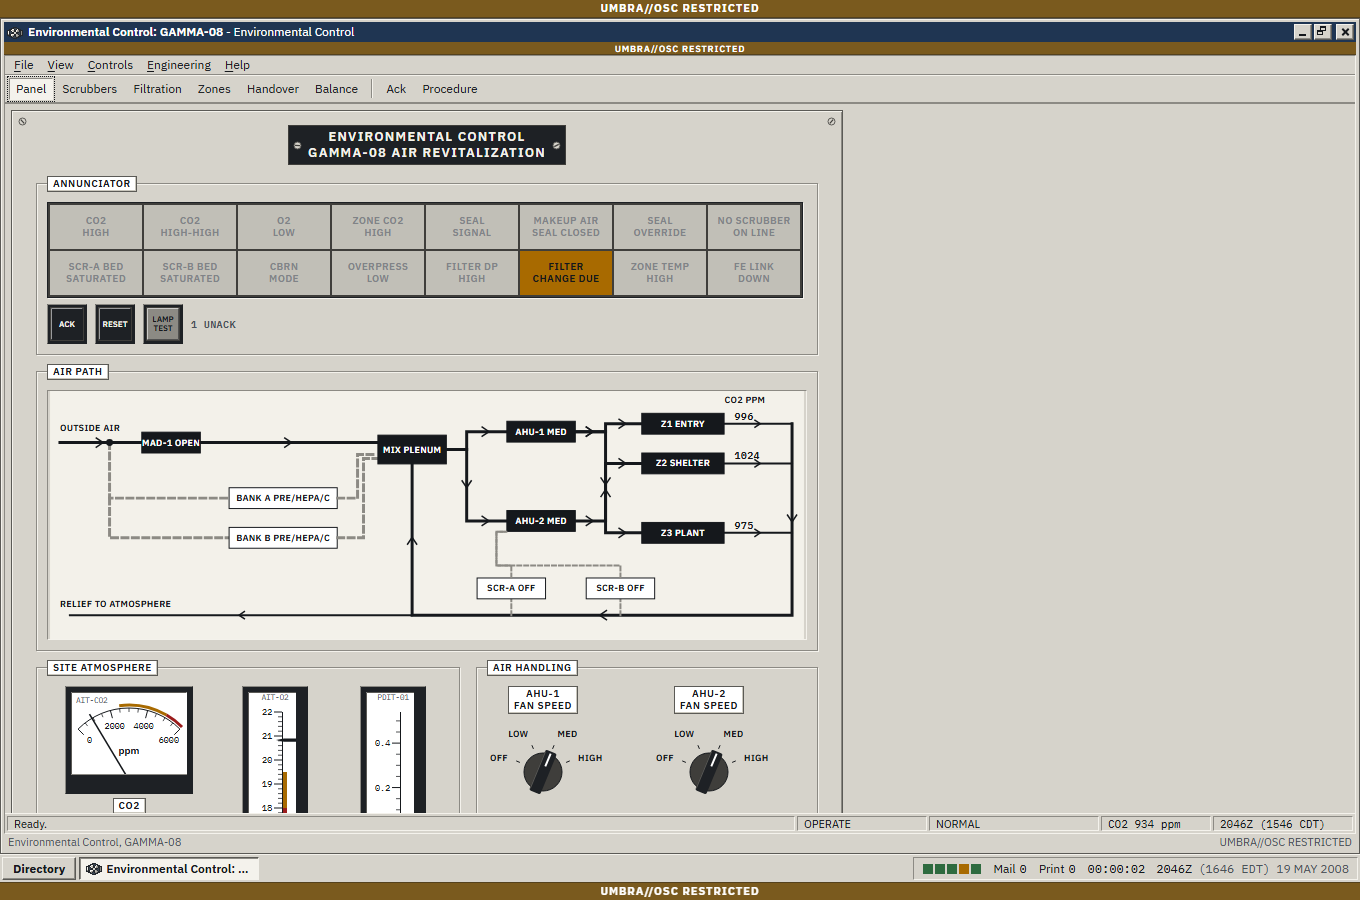 UMBRA//OSC RESTRICTED
Environmental Control: GAMMA-08 - Environmental Control
UMBRA//OSC RESTRICTED
File View Controls Engineering Help
Panel Scrubbers Filtration Zones Handover Balance Ack Procedure
ENVIRONMENTAL CONTROL
GAMMA-08 AIR REVITALIZATION
ANNUNCIATOR
CO2 HIGH
CO2 HIGH-HIGH
O2 LOW
ZONE CO2 HIGH
SEAL SIGNAL
MAKEUP AIR SEAL CLOSED
SEAL OVERRIDE
NO SCRUBBER ON LINE
SCR-A BED SATURATED
SCR-B BED SATURATED
CBRN MODE
OVERPRESS LOW
FILTER DP HIGH
FILTER CHANGE DUE
ZONE TEMP HIGH
FE LINK DOWN
ACK
RESET
LAMP TEST
1 UNACK
AIR PATH
CO2 PPM
OUTSIDE AIR
MAD-1 OPEN
MIX PLENUM
AHU-1 MED
Z1 ENTRY
996
Z2 SHELTER
1024
BANK A PRE/HEPA/C
AHU-2 MED
Z3 PLANT
975
BANK B PRE/HEPA/C
SCR-A OFF
SCR-B OFF
RELIEF TO ATMOSPHERE
SITE ATMOSPHERE
AIT-CO2
0
2000
4000
6000
ppm
CO2
AIT-O2
22
21
20
19
18
PDIT-01
0.4
0.2
AIR HANDLING
AHU-1
FAN SPEED
OFF
LOW
MED
HIGH
AHU-2
FAN SPEED
OFF
LOW
MED
HIGH
Ready.
OPERATE
NORMAL
CO2 934 ppm
2046Z (1546 CDT)
Environmental Control, GAMMA-08
UMBRA//OSC RESTRICTED
Directory
Environmental Control: ...
Mail 0 Print 0 00:00:02 2046Z (1646 EDT) 19 MAY 2008
UMBRA//OSC RESTRICTED